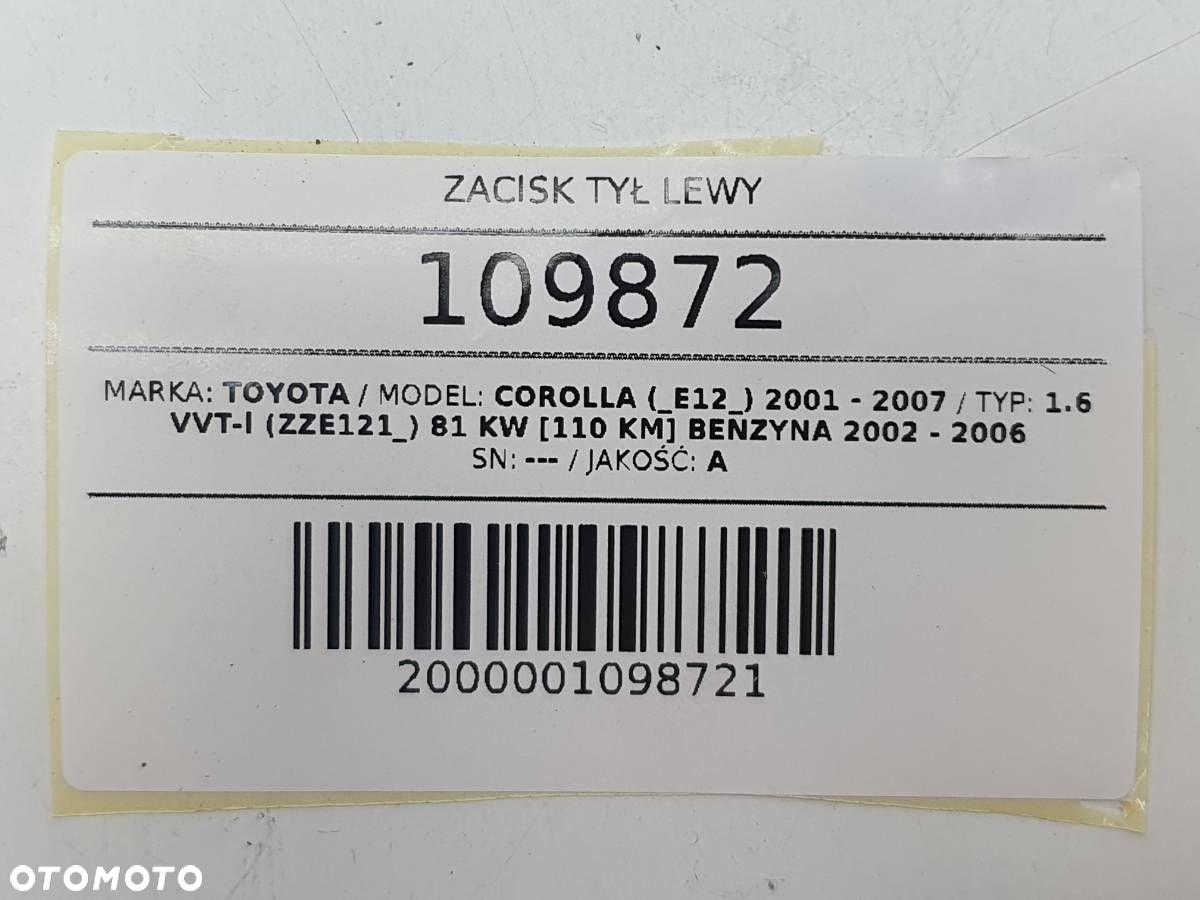 ZACISK TYŁ LEWY
109872
MARKA: TOYOTA / MODEL: COROLLA (_E12_) 2001 - 2007 / TYP: 1.6
VVT-I (ZZE121_) 81 KW [110 KM] BENZYNA 2002 - 2006
SN: --- / JAKOŚĆ: A
2000001098721
OTOMOTO